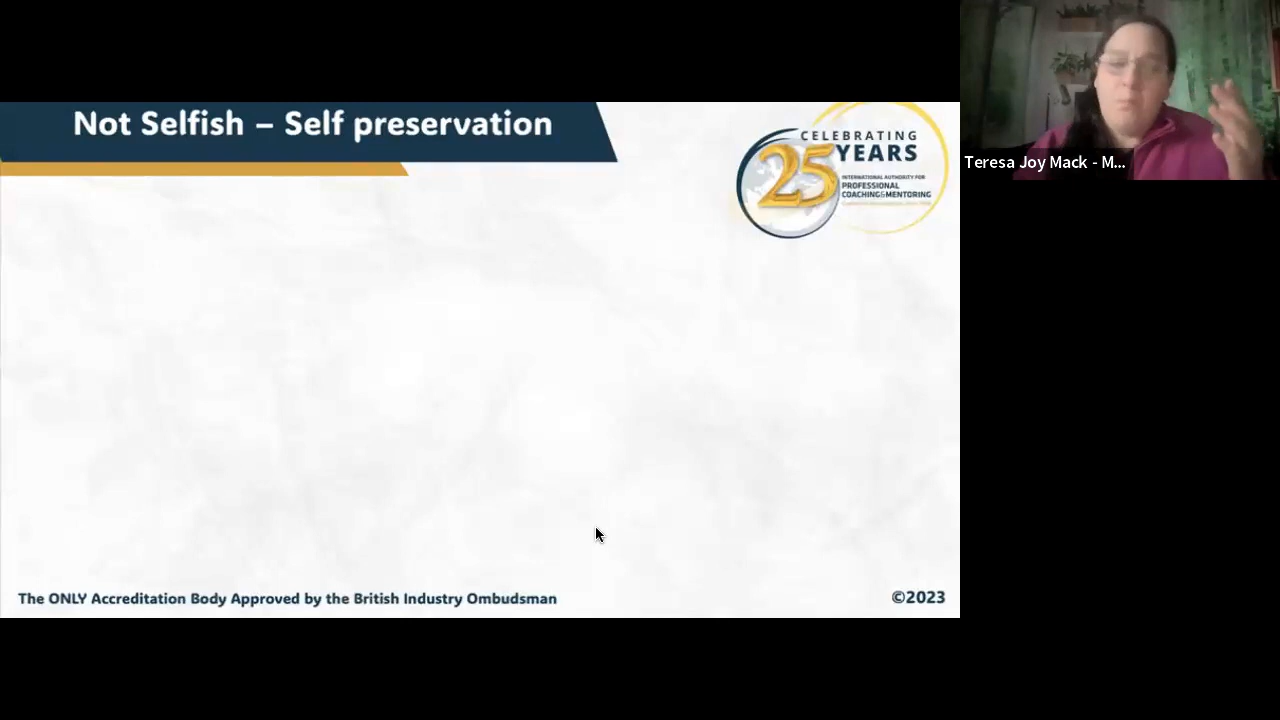 Not Selfish – Self preservation
CELEBRATING
25 YEARS
INTERNATIONAL AUTHORITY FOR
PROFESSIONAL
COACHING&MENTORING
Teresa Joy Mack - M...
The ONLY Accreditation Body Approved by the British Industry Ombudsman
©2023